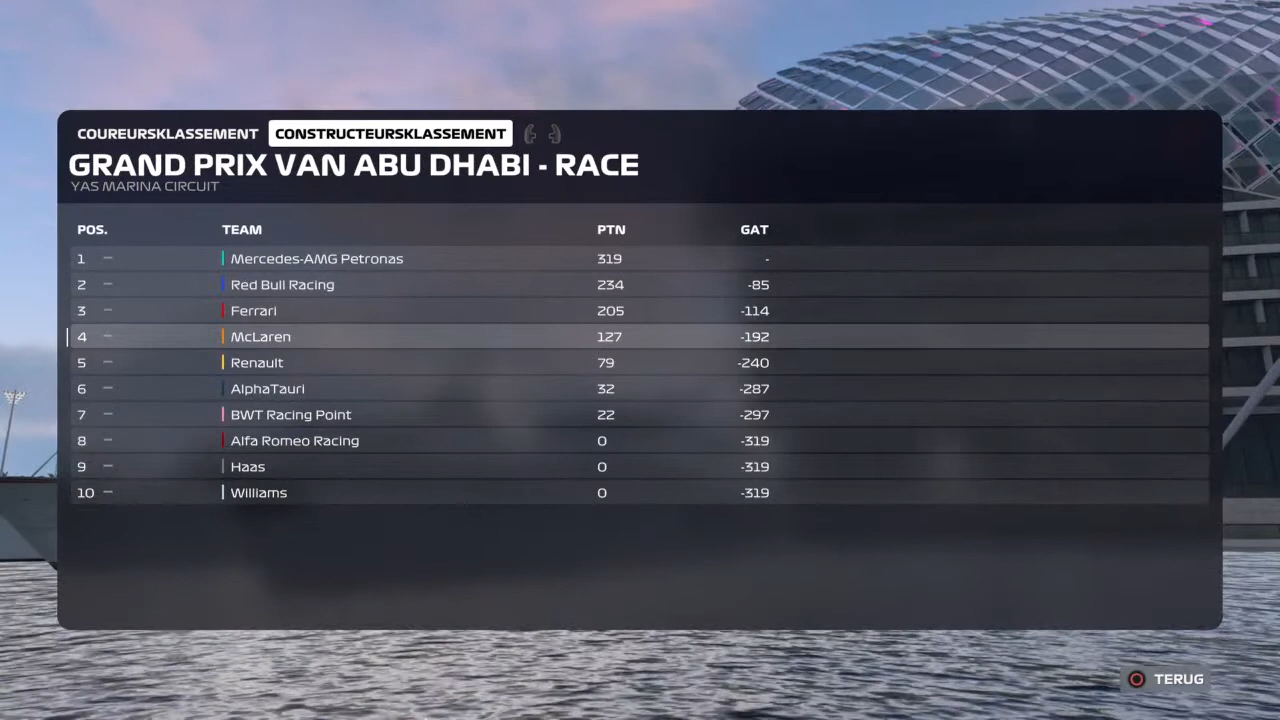 COUREURSKLASSEMENT CONSTRUCTEURSKLASSEMENT
GRAND PRIX VAN ABU DHABI - RACE
YAS MARINA CIRCUIT
POS. TEAM PTN GAT
1 – Mercedes-AMG Petronas 319 -
2 – Red Bull Racing 234 -85
3 – Ferrari 205 -114
4 – McLaren 127 -192
5 – Renault 79 -240
6 – AlphaTauri 32 -287
7 – BWT Racing Point 22 -297
8 – Alfa Romeo Racing 0 -319
9 – Haas 0 -319
10 – Williams 0 -319
TERUG